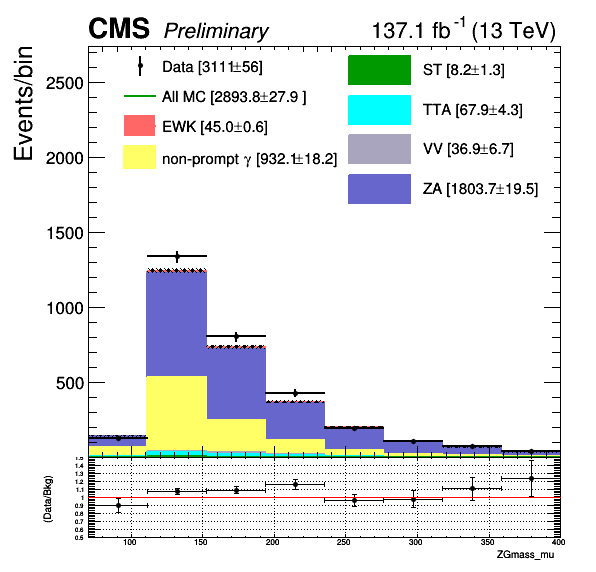 CMS Preliminary 137.1 fb⁻¹ (13 TeV)
Events/bin
2500
2000
1500
1000
500
Data [3111±56]
All MC [2893.8±27.9 ]
EWK [45.0±0.6]
non-prompt γ [932.1±18.2]
ST [8.2±1.3]
TTA [67.9±4.3]
VV [36.9±6.7]
ZA [1803.7±19.5]
(Data/Bkg)
1.5
1.4
1.3
1.2
1.1
1
0.9
0.8
0.7
0.6
0.5
100 150 200 250 300 350 400
ZGmass_mu